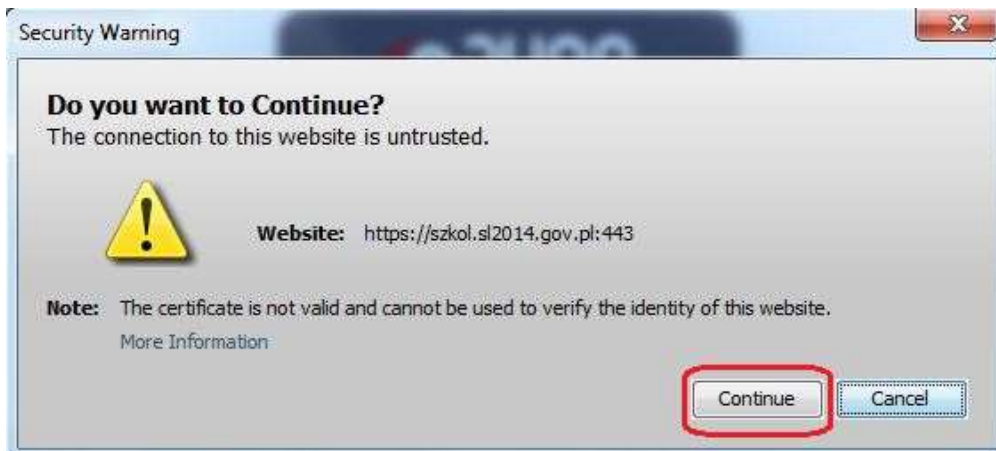 Security Warning
Do you want to Continue?
The connection to this website is untrusted.
Website: https://szkol.sl2014.gov.pl:443
Note: The certificate is not valid and cannot be used to verify the identity of this website.
More Information
Continue Cancel